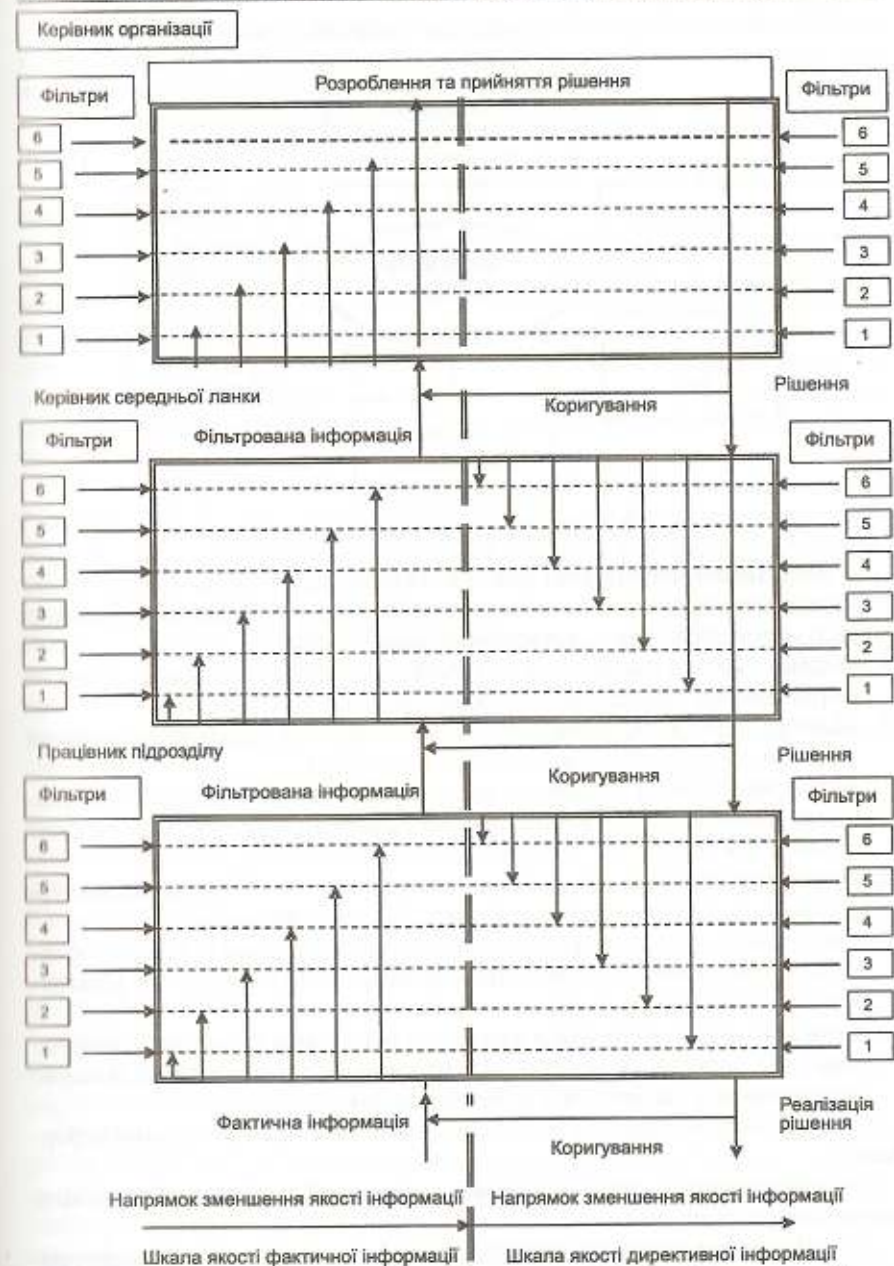 Керівник організації
Розроблення та прийняття рішення
Фільтри
Фільтри
6
6
5
5
4
4
3
3
2
2
1
1
Керівник середньої ланки
Рішення
Коригування
Фільтри
Фільтрована інформація
Фільтри
6
6
5
5
4
4
3
3
2
2
1
1
Працівник підрозділу
Рішення
Коригування
Фільтри
Фільтрована інформація
Фільтри
6
6
5
5
4
4
3
3
2
2
1
1
Фактична інформація
Реалізація
рішення
Коригування
Напрямок зменшення якості інформації
Напрямок зменшення якості інформації
Шкала якості фактичної інформації
Шкала якості директивної інформації